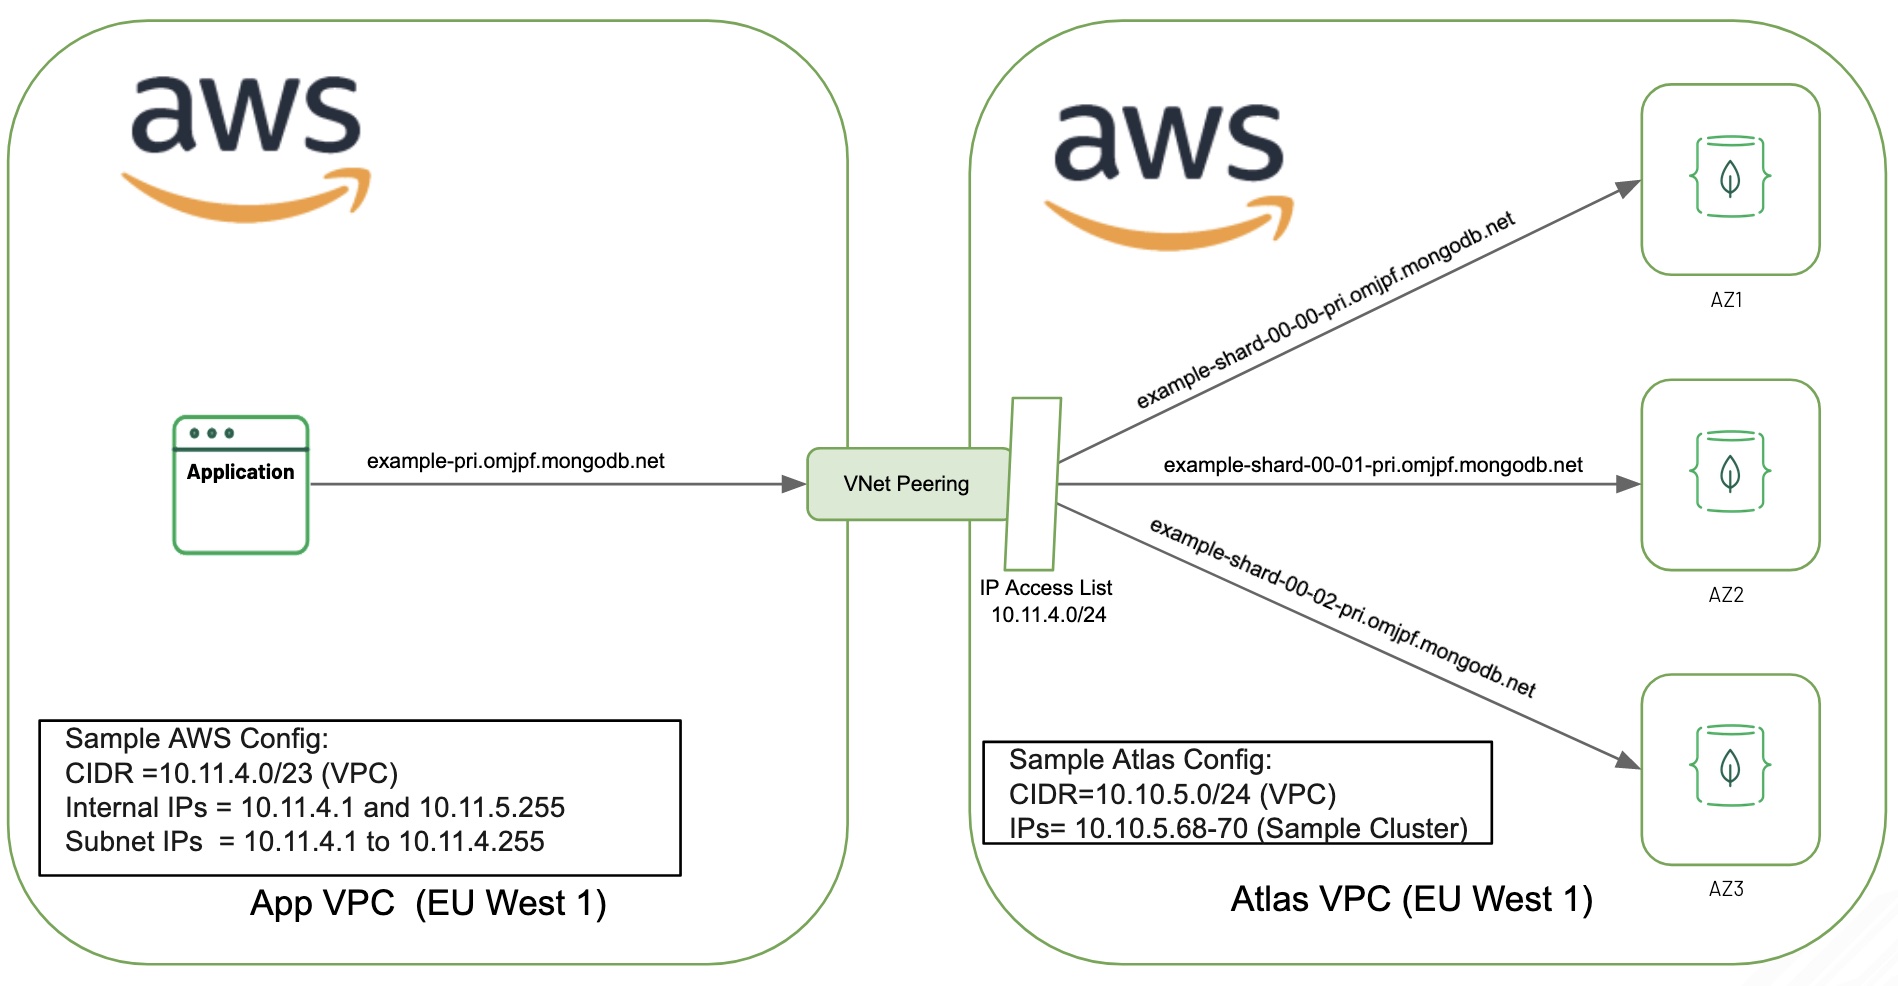 aws
aws
example-shard-00-00-pri.omjpf.mongodb.net
AZ1
Application
example-pri.omjpf.mongodb.net
VNet Peering
example-shard-00-01-pri.omjpf.mongodb.net
IP Access List
10.11.4.0/24
AZ2
example-shard-00-02-pri.omjpf.mongodb.net
Sample AWS Config:
CIDR =10.11.4.0/23 (VPC)
Internal IPs = 10.11.4.1 and 10.11.5.255
Subnet IPs  = 10.11.4.1 to 10.11.4.255
Sample Atlas Config:
CIDR=10.10.5.0/24 (VPC)
IPs= 10.10.5.68-70 (Sample Cluster)
AZ3
App VPC  (EU West 1)
Atlas VPC (EU West 1)